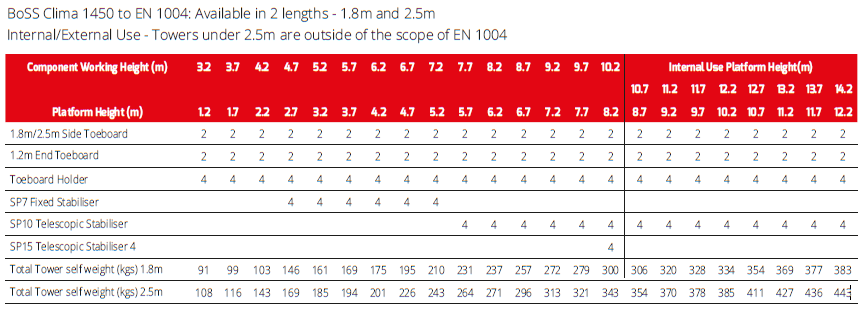 BoSS Clima 1450 to EN 1004: Available in 2 lengths - 1.8m and 2.5m
Internal/External Use - Towers under 2.5m are outside of the scope of EN 1004
Component Working Height (m) 3.2 3.7 4.2 4.7 5.2 5.7 6.2 6.7 7.2 7.7 8.2 8.7 9.2 9.7 10.2 Internal Use Platform Height(m)
10.7 11.2 11.7 12.2 12.7 13.2 13.7 14.2
Platform Height (m) 1.2 1.7 2.2 2.7 3.2 3.7 4.2 4.7 5.2 5.7 6.2 6.7 7.2 7.7 8.2 8.7 9.2 9.7 10.2 10.7 11.2 11.7 12.2
1.8m/2.5m Side Toeboard 2 2 2 2 2 2 2 2 2 2 2 2 2 2 2 2 2 2 2 2 2 2 2
1.2m End Toeboard 2 2 2 2 2 2 2 2 2 2 2 2 2 2 2 2 2 2 2 2 2 2 2
Toeboard Holder 4 4 4 4 4 4 4 4 4 4 4 4 4 4 4 4 4 4 4 4 4 4 4
SP7 Fixed Stabiliser 4 4 4 4 4 4
SP10 Telescopic Stabiliser 4 4 4 4 4 4 4 4 4 4 4 4 4 4
SP15 Telescopic Stabiliser 4 4
Total Tower self weight (kgs) 1.8m 91 99 103 146 161 169 175 195 210 231 237 257 272 279 300 306 320 328 334 354 369 377 383
Total Tower self weight (kgs) 2.5m 108 116 143 169 185 194 201 226 243 264 271 296 313 321 343 354 370 378 385 411 427 436 443